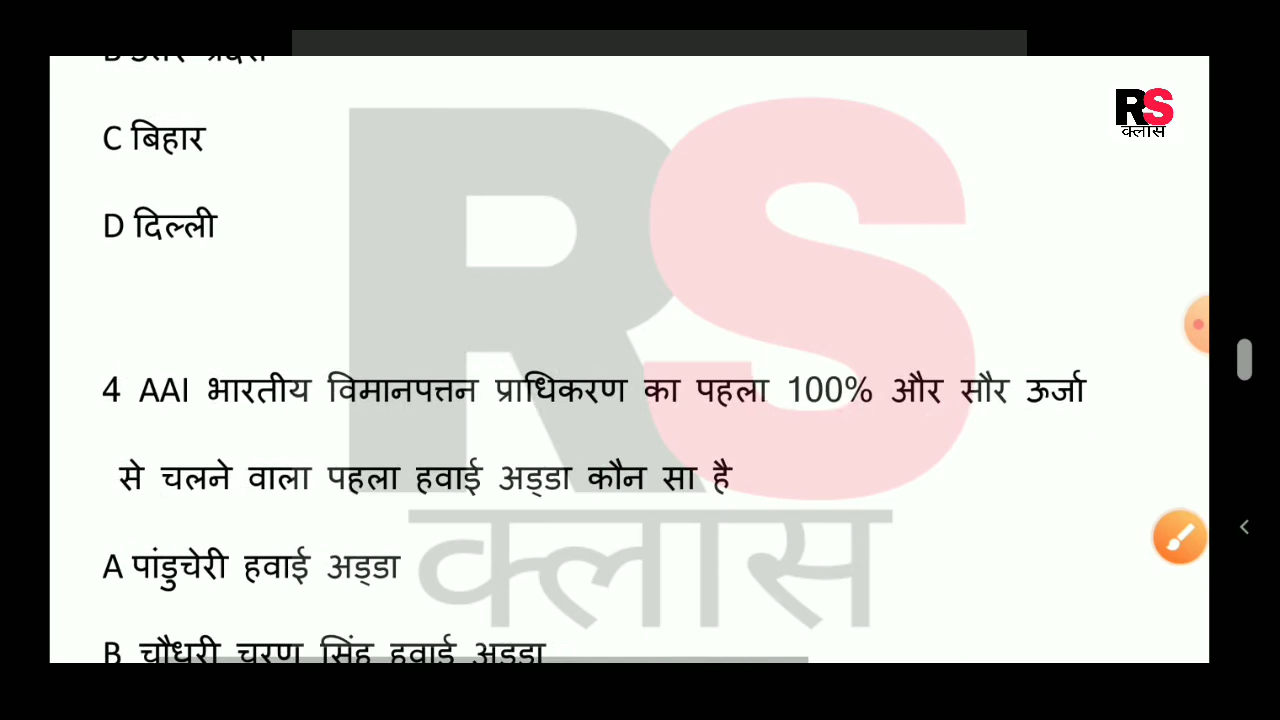 RS
क्लास
C बिहार
D दिल्ली
4 AAI भारतीय विमानपत्तन प्राधिकरण का पहला 100% और सौर ऊर्जा
से चलने वाला पहला हवाई अड्डा कौन सा है
A पांडुचेरी हवाई अड्डा
B चौधरी चरण सिंह हवाई अड्डा
RS
क्लास